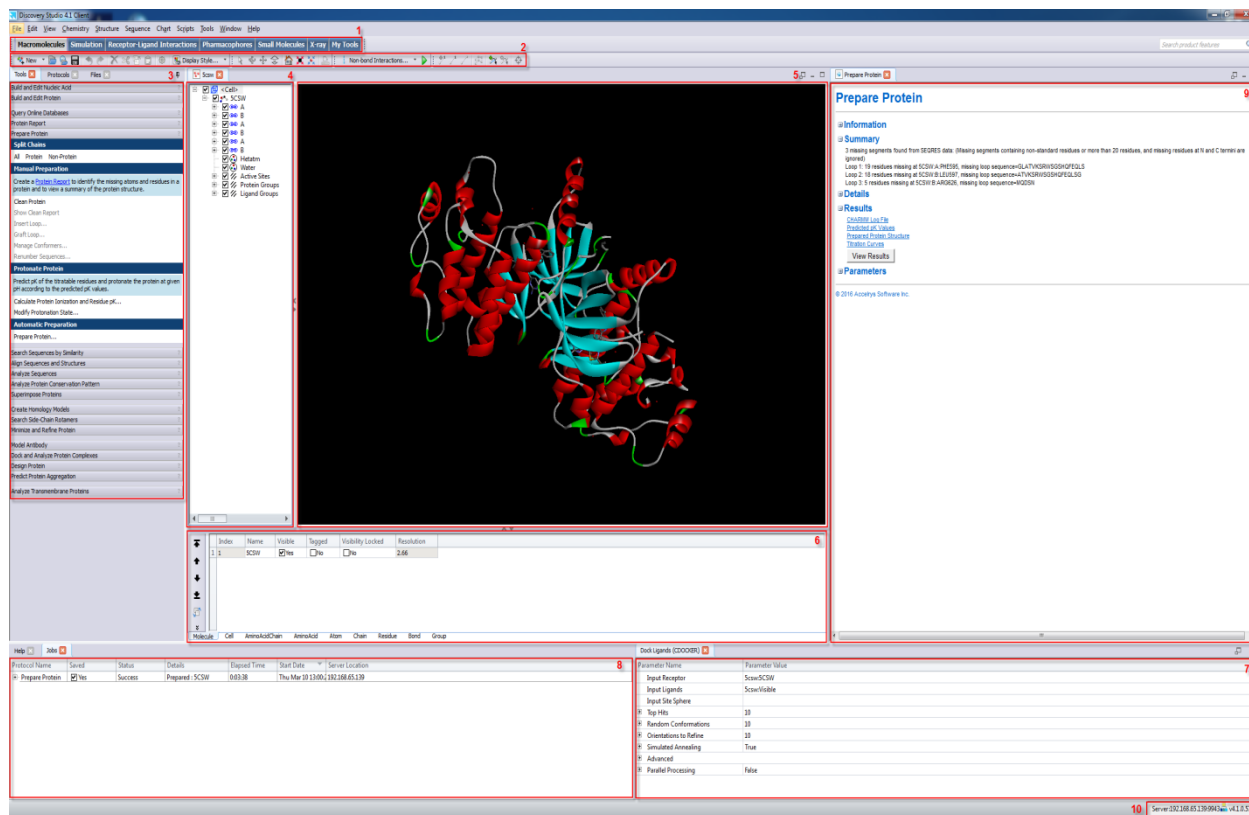 Discovery Studio 4.1 Client
File Edit View Chemistry Structure Sequence Chart Scripts Tools Window Help
1
Macromolecules Simulation Receptor-Ligand Interactions Pharmacophores Small Molecules X-ray My Tools
Search product features
2
New Display Style... Non-bond Interactions...
Tools Protocols Files 3
Build and Edit Nucleic Acid
Build and Edit Protein
Query Online Databases
Protein Report
Prepare Protein
Split Chains
All Protein Non-Protein
Manual Preparation
Create a Protein Report to identify the missing atoms and residues in a
protein and to view a summary of the protein structure.
Clean Protein
Show Clean Report
Insert Loop...
Graft Loop...
Manage Conformers...
Renumber Sequences...
Protonate Protein
Predict pK of the titratable residues and protonate the protein at given
pH according to the predicted pK values.
Calculate Protein Ionization and Residue pK...
Modify Protonation State...
Automatic Preparation
Prepare Protein...
Search Sequences by Similarity
Align Sequences and Structures
Analyze Sequences
Analyze Protein Conservation Pattern
Superimpose Proteins
Create Homology Models
Search Side-Chain Rotamers
Minimize and Refine Protein
Model Antibody
Dock and Analyze Protein Complexes
Design Protein
Predict Protein Aggregation
Analyze Transmembrane Proteins
5csw 4
<Cell>
5CSW
A
B
A
B
A
B
Hetatm
Water
Active Sites
Protein Groups
Ligand Groups
5
Prepare Protein
9
Prepare Protein
Information
Summary
3 missing segments found from SEQRES data: (Missing segments containing non-standard residues or more than 20 residues, and missing residues at N and C termini are
ignored)
Loop 1: 19 residues missing at 5CSW:A:PHE595, missing loop sequence=GLATVKSRWSGSHQFEQLS
Loop 2: 18 residues missing at 5CSW:B:LEU597, missing loop sequence=ATVKSRWSGSHQFEQLSG
Loop 3: 5 residues missing at 5CSW:B:ARG626, missing loop sequence=MQDSN
Details
Results
CHARMM Log File
Predicted pK Values
Prepared Protein Structure
Titration Curves
View Results
Parameters
© 2016 Accelrys Software Inc.
Index Name Visible Tagged Visibility Locked Resolution 6
1 1 5CSW Yes No No 2.66
Molecule Cell AminoAcidChain AminoAcid Atom Chain Residue Bond Group
Help Jobs
Protocol Name Saved Status Details Elapsed Time Start Date Server Location 8
Prepare Protein Yes Success Prepared : 5CSW 0:03:38 Thu Mar 10 13:00:2 192.168.65.139
Dock Ligands (CDOCKER)
Parameter Name Parameter Value 7
Input Receptor 5csw:5CSW
Input Ligands 5csw:Visible
Input Site Sphere
Top Hits 10
Random Conformations 10
Orientations to Refine 10
Simulated Annealing True
Advanced
Parallel Processing False
10 Server:192.168.65.139:9943 v4.1.0.5